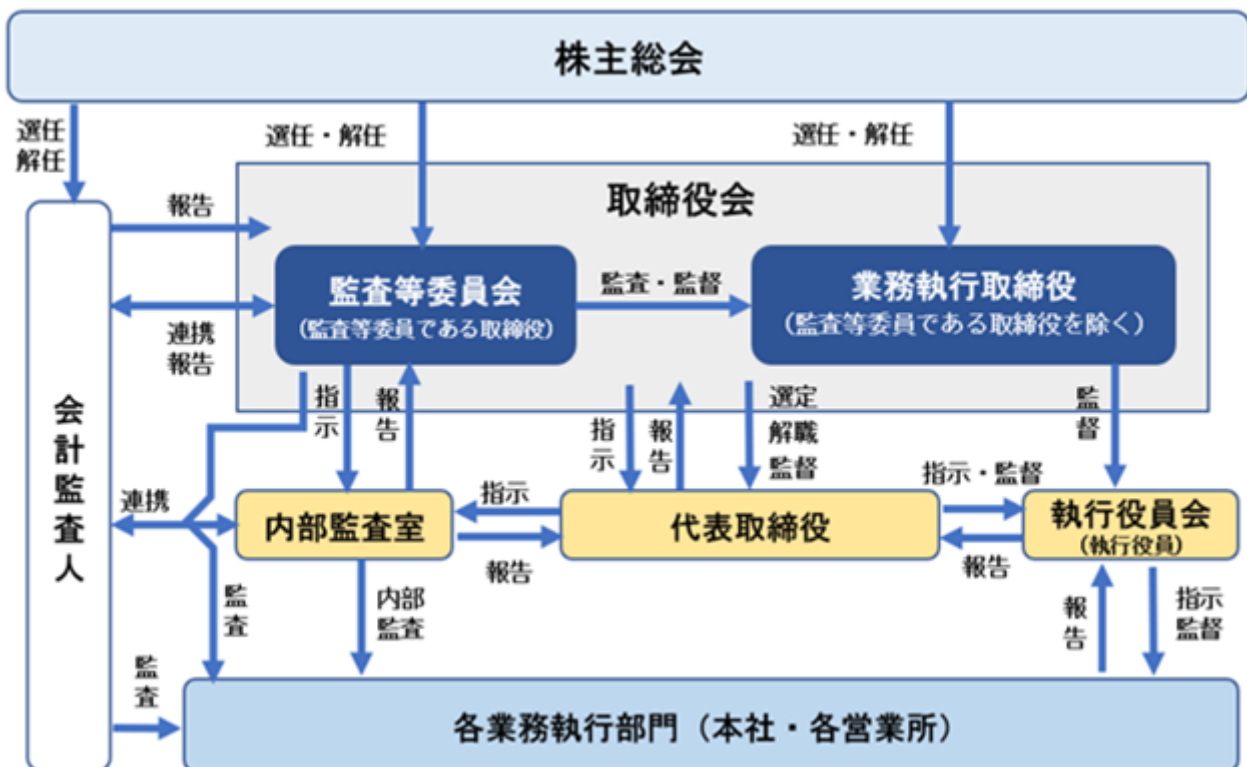 株主総会
選任
解任
選任・解任
選任・解任
報告
取締役会
監査等委員会
(監査等委員である取締役)
監査・監督
業務執行取締役
(監査等委員である取締役を除く)
連携
報告
会計監査人
指示
報告
指示
報告
選定
解職
監督
監督
連携
内部監査室
指示
報告
代表取締役
指示・監督
報告
執行役員会
(執行役員)
監査
内部
監査
報告
指示
監督
監査
各業務執行部門（本社・各営業所）